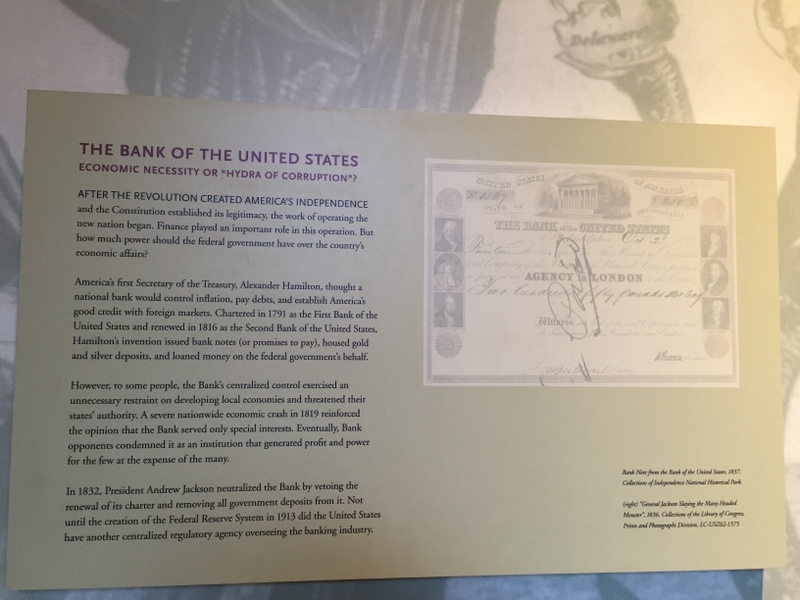 Delaware
THE BANK OF THE UNITED STATES
ECONOMIC NECESSITY OR "HYDRA OF CORRUPTION"?
AFTER THE REVOLUTION CREATED AMERICA'S INDEPENDENCE
and the Constitution established its legitimacy, the work of operating the
new nation began. Finance played an important role in this operation. But
how much power should the federal government have over the country's
economic affairs?
America's first Secretary of the Treasury, Alexander Hamilton, thought a
national bank would control inflation, pay debts, and establish America's
good credit with foreign markets. Chartered in 1791 as the First Bank of the
United States and renewed in 1816 as the Second Bank of the United States,
Hamilton's invention issued bank notes (or promises to pay), housed gold
and silver deposits, and loaned money on the federal government's behalf.
However, to some people, the Bank's centralized control exercised an
unnecessary restraint on developing local economies and threatened their
states' authority. A severe nationwide economic crash in 1819 reinforced
the opinion that the Bank served only special interests. Eventually, Bank
opponents condemned it as an institution that generated profit and power
for the few at the expense of the many.
In 1832, President Andrew Jackson neutralized the Bank by vetoing the
renewal of its charter and removing all government deposits from it. Not
until the creation of the Federal Reserve System in 1913 did the United States
have another centralized regulatory agency overseeing the banking industry.
UNITED STATES OF AMERICA
THE BANK of the UNITED STATES
AGENCY IN LONDON
Two hundred fifty pounds sterling
Witness
Bank Note from the Bank of the United States, 1837.
Collections of Independence National Historical Park.
(right) "General Jackson Slaying the Many Headed
Monster", 1836. Collections of the Library of Congress,
Prints and Photographs Division, LC-USZ62-1575